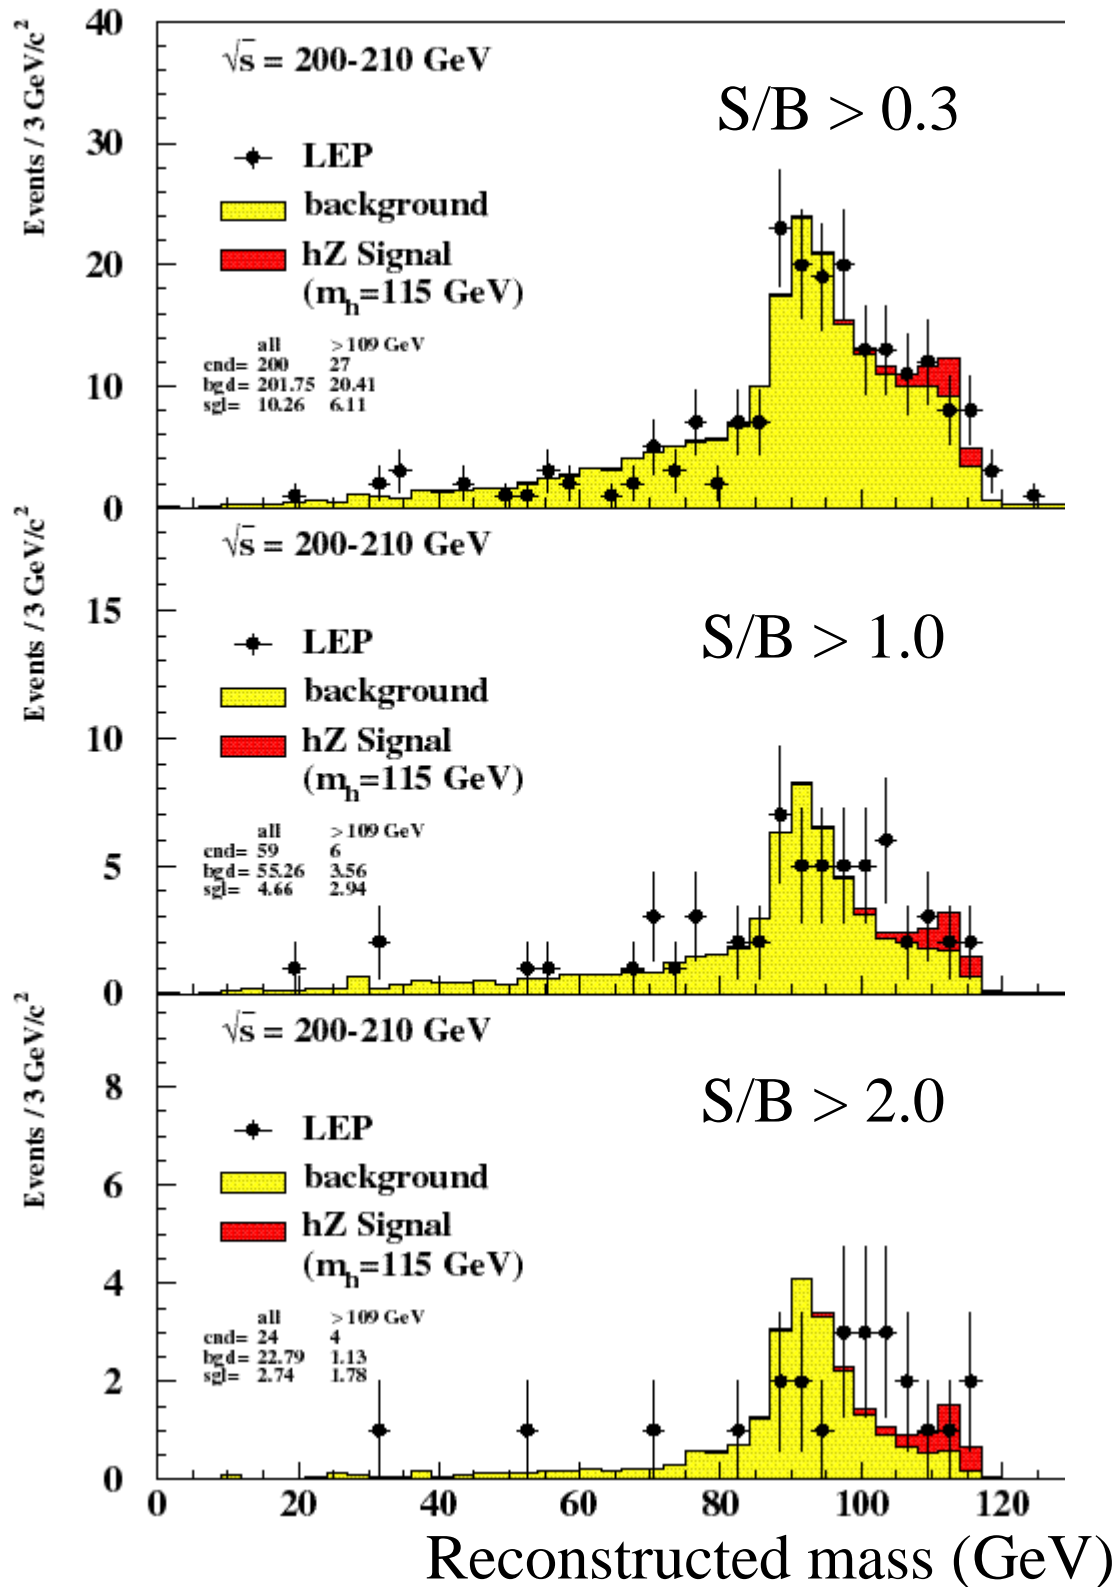 Events / 3 GeV/c²
40
30
20
10
0
√s = 200-210 GeV
S/B > 0.3
LEP
background
hZ Signal
(mₕ=115 GeV)
all >109 GeV
cnd= 200 27
bgd= 201.75 20.41
sgl= 10.26 6.11
Events / 3 GeV/c²
15
10
5
0
√s = 200-210 GeV
S/B > 1.0
LEP
background
hZ Signal
(mₕ=115 GeV)
all >109 GeV
cnd= 59 6
bgd= 55.26 3.56
sgl= 4.66 2.94
Events / 3 GeV/c²
8
6
4
2
0
√s = 200-210 GeV
S/B > 2.0
LEP
background
hZ Signal
(mₕ=115 GeV)
all >109 GeV
cnd= 24 4
bgd= 22.79 1.13
sgl= 2.74 1.78
0 20 40 60 80 100 120
Reconstructed mass (GeV)